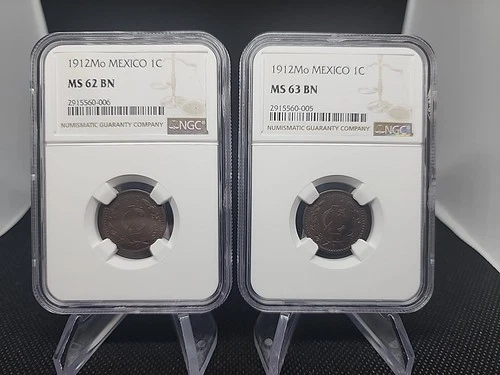 1912Mo MEXICO 1C
MS 62 BN
2915560-006
NUMISMATIC GUARANTY COMPANY NGC
1912Mo MEXICO 1C
MS 63 BN
2915560-005
NUMISMATIC GUARANTY COMPANY NGC